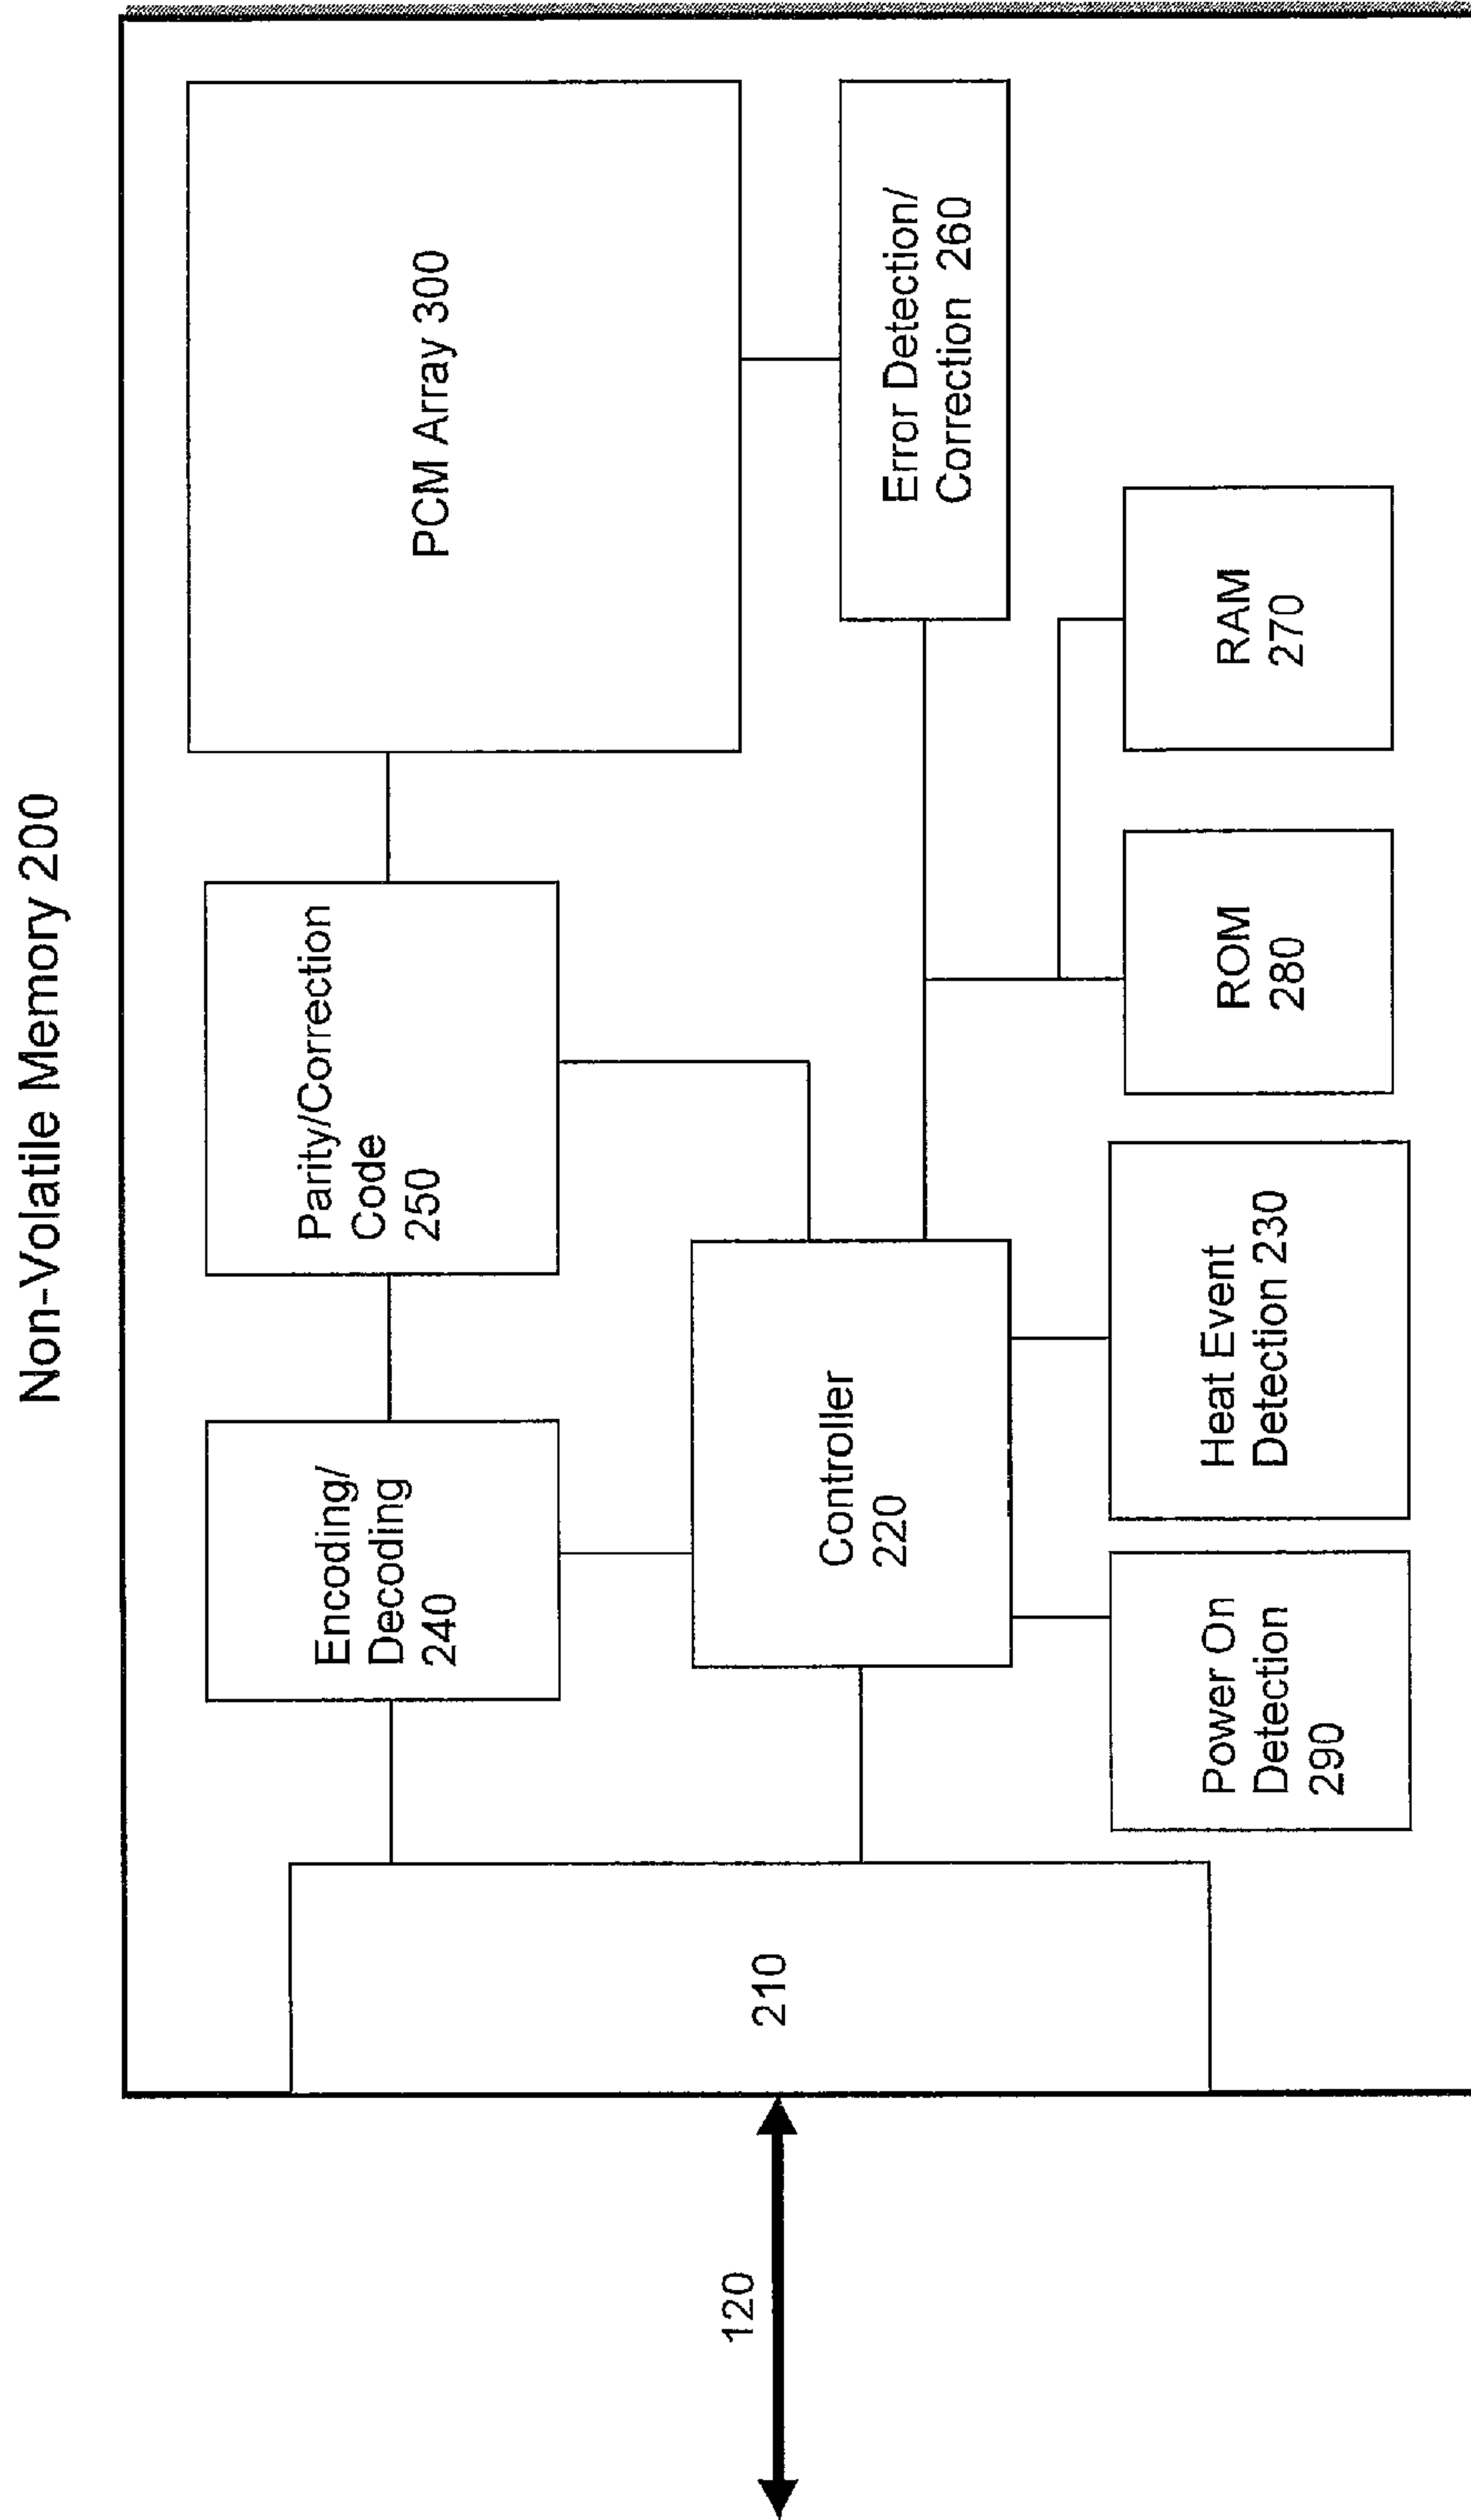 Non-Volatile Memory 200
PCM Array 300
Parity/Correction
Code
250
Encoding/
Decoding
240
Error Detection/
Correction 260
Controller
220
RAM
270
ROM
280
Heat Event
Detection 230
Power On
Detection
290
210
120